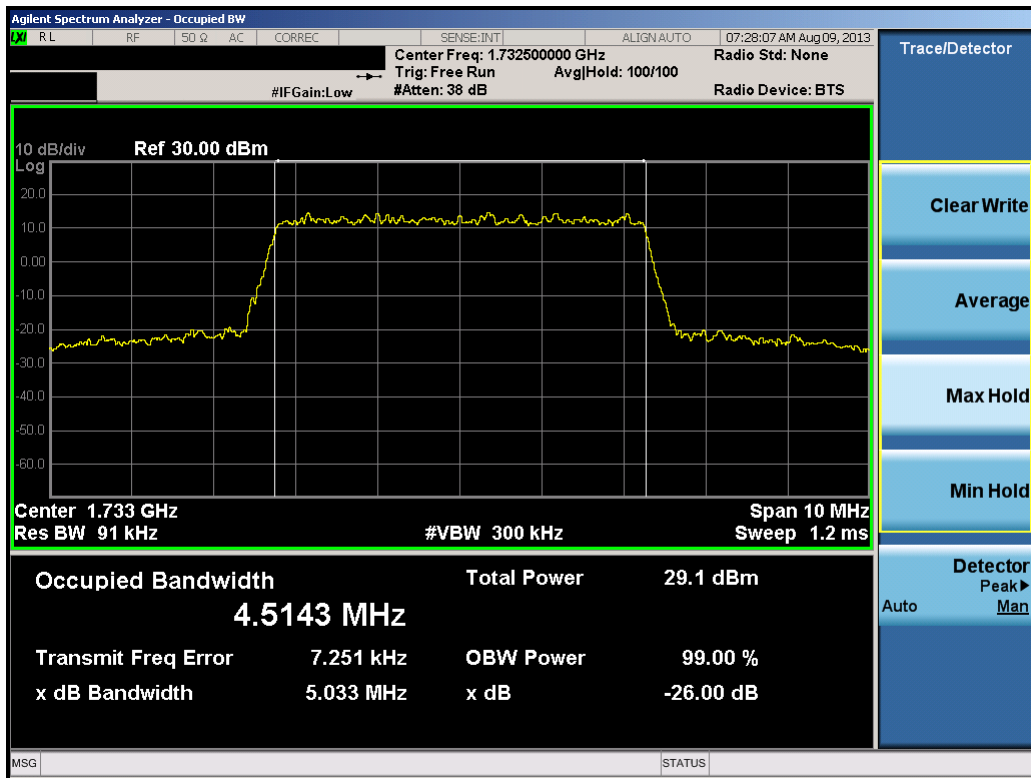 Agilent Spectrum Analyzer - Occupied BW
LXI RL RF 50 Ω AC CORREC SENSE:INT ALIGN AUTO 07:28:07 AM Aug 09, 2013
Center Freq: 1.732500000 GHz Radio Std: None
Trig: Free Run Avg|Hold: 100/100
#IFGain:Low #Atten: 38 dB Radio Device: BTS
Trace/Detector
10 dB/div Ref 30.00 dBm
Log
20.0
10.0
0.00
-10.0
-20.0
-30.0
-40.0
-50.0
-60.0
Center 1.733 GHz Span 10 MHz
Res BW 91 kHz #VBW 300 kHz Sweep 1.2 ms
Occupied Bandwidth Total Power 29.1 dBm
4.5143 MHz
Transmit Freq Error 7.251 kHz OBW Power 99.00 %
x dB Bandwidth 5.033 MHz x dB -26.00 dB
Clear Write
Average
Max Hold
Min Hold
Detector
Peak▶
Auto Man
MSG STATUS